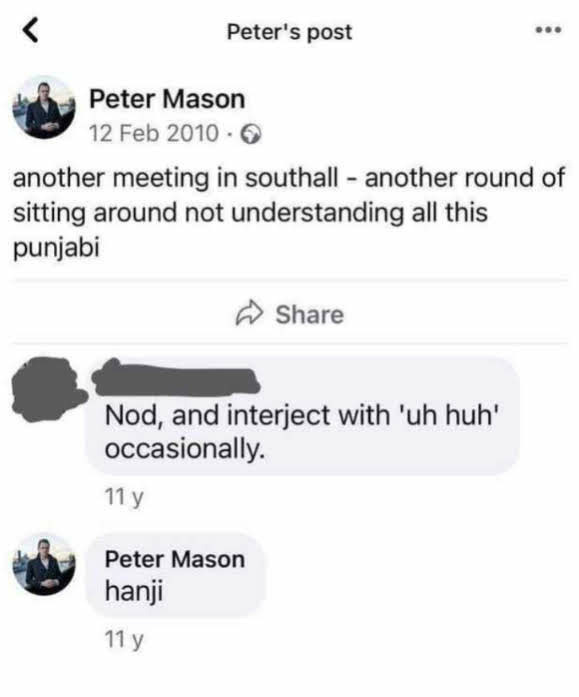 Peter's post
Peter Mason
12 Feb 2010 ·
another meeting in southall - another round of
sitting around not understanding all this
punjabi
Share
Nod, and interject with 'uh huh'
occasionally.
11 y
Peter Mason
hanji
11 y